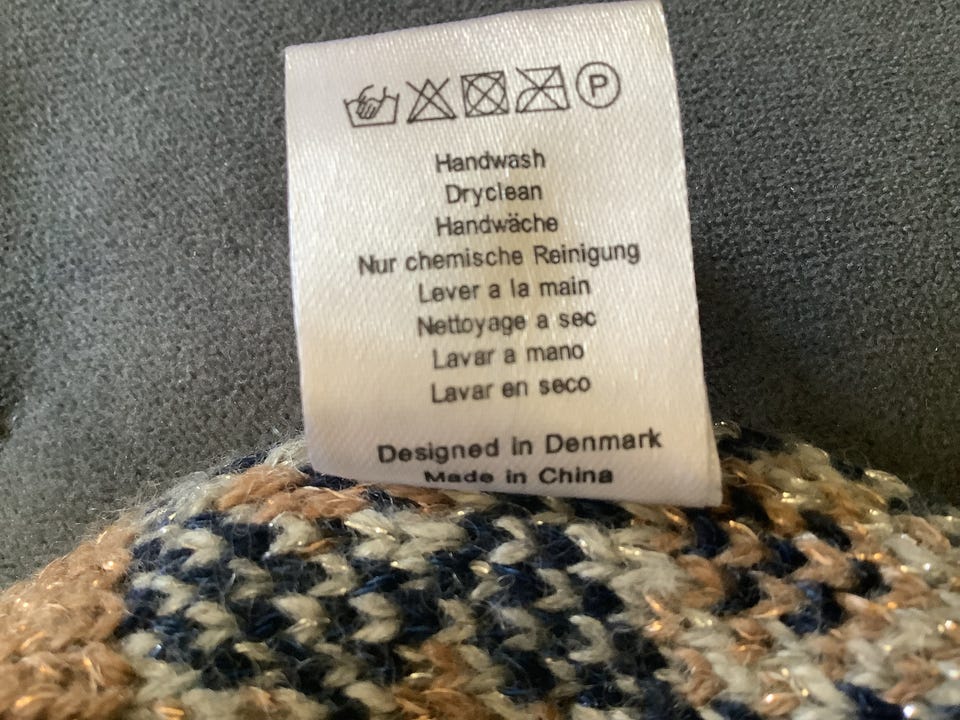 P
Handwash
Dryclean
Handwäche
Nur chemische Reinigung
Lever a la main
Nettoyage a sec
Lavar a mano
Lavar en seco
Designed in Denmark
Made in China